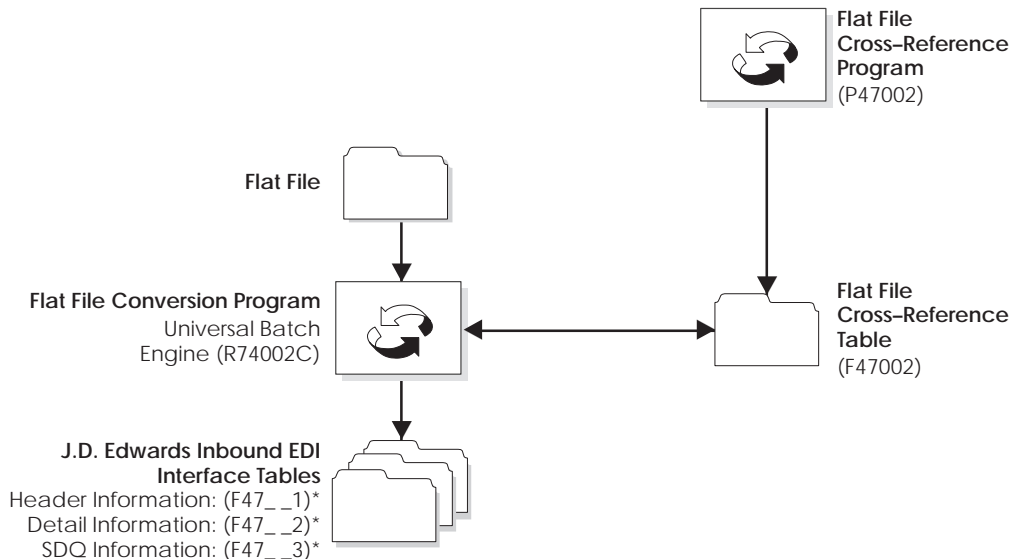 Flat File
Cross–Reference
Program
(P47002)
Flat File
Flat File Conversion Program
Universal Batch
Engine (R74002C)
Flat File
Cross–Reference
Table
(F47002)
J.D. Edwards Inbound EDI
Interface Tables
Header Information: (F47_ _1)*
Detail Information: (F47_ _2)*
SDQ Information: (F47_ _3)*